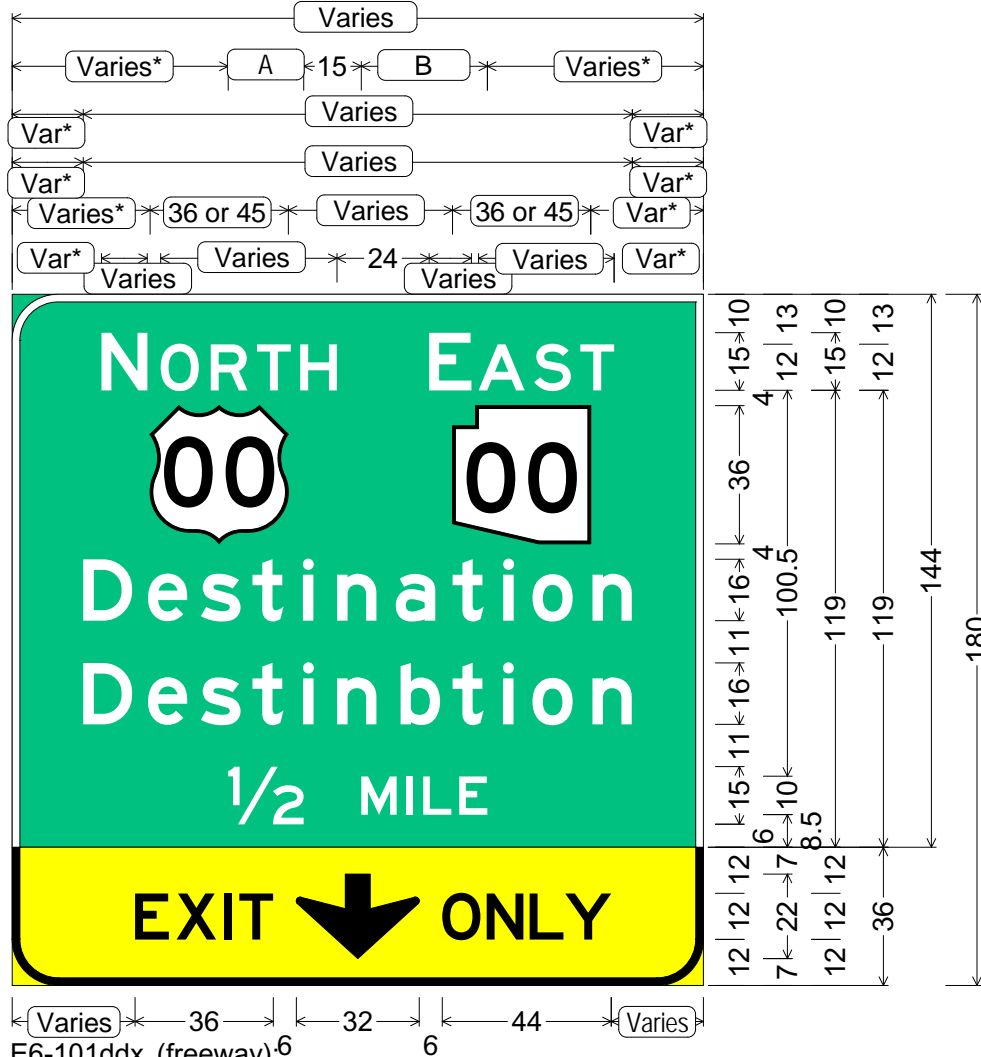 Varies
Varies* A 15 B Varies*
Varies
Var* Var*
Varies
Var* Var*
Varies* 36 or 45 Varies 36 or 45 Var*
Var* Varies 24 Varies Var*
Varies Varies
NORTH EAST
00 00
Destination
Destinbtion
1/2 MILE
EXIT ONLY
10 15 4 36 4 16 11 16 11 15 6 12 12 12
13 12 100.5 10 8.5 7 22 7
10 15 119 12 12 12
13 12 119 36
144
180
Varies 36 32 44 Varies
6 6
E6-101ddx (freewav):